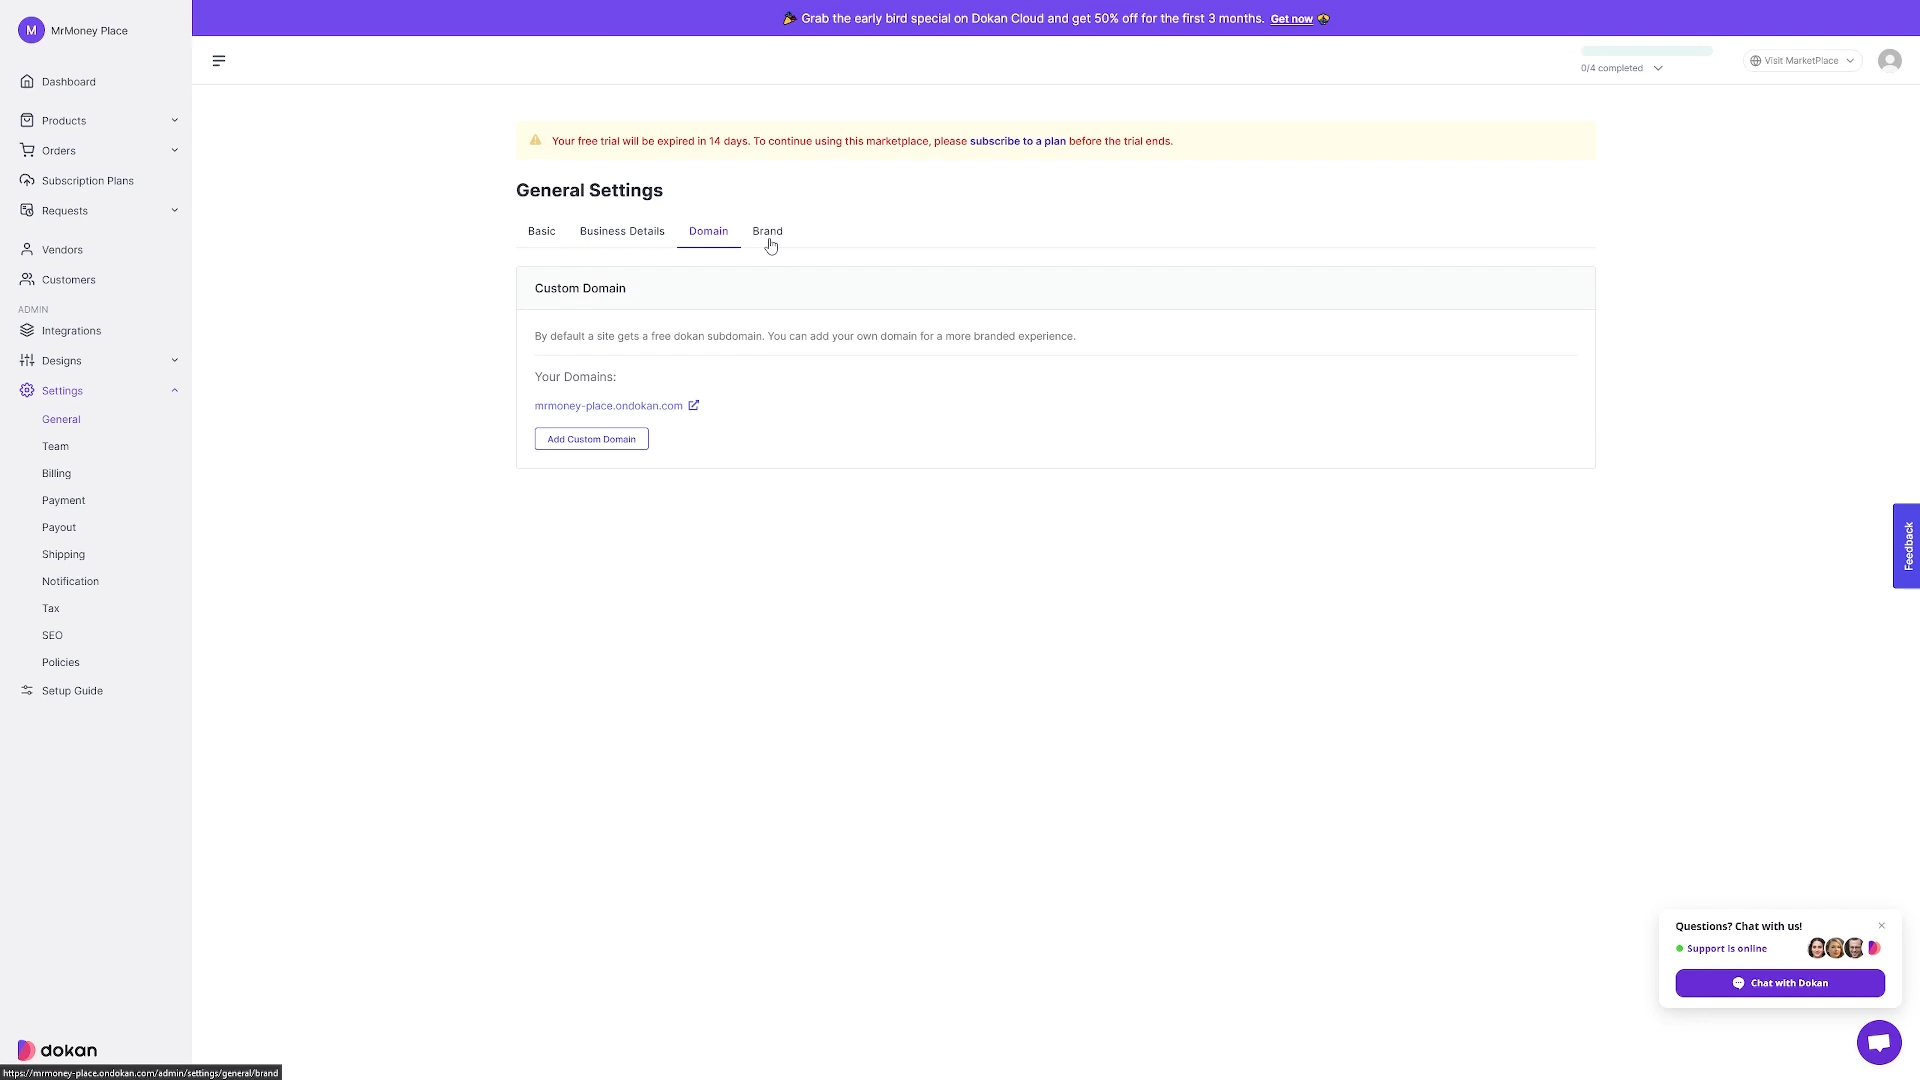 Grab the early bird special on Dokan Cloud and get 50% off for the first 3 months. Get now
M
MrMoney Place
Dashboard
Products
Orders
Subscription Plans
Requests
Vendors
Customers
ADMIN
Integrations
Designs
Settings
General
Team
Billing
Payment
Payout
Shipping
Notification
Tax
SEO
Policies
Setup Guide
dokan
https://mrmoney-place.ondokan.com/admin/settings/general/brand
0/4 completed
Visit MarketPlace
Your free trial will be expired in 14 days. To continue using this marketplace, please subscribe to a plan before the trial ends.
General Settings
Basic Business Details Domain Brand
Custom Domain
By default a site gets a free dokan subdomain. You can add your own domain for a more branded experience.
Your Domains:
mrmoney-place.ondokan.com
Add Custom Domain
Feedback
Questions? Chat with us!
Support is online
Chat with Dokan